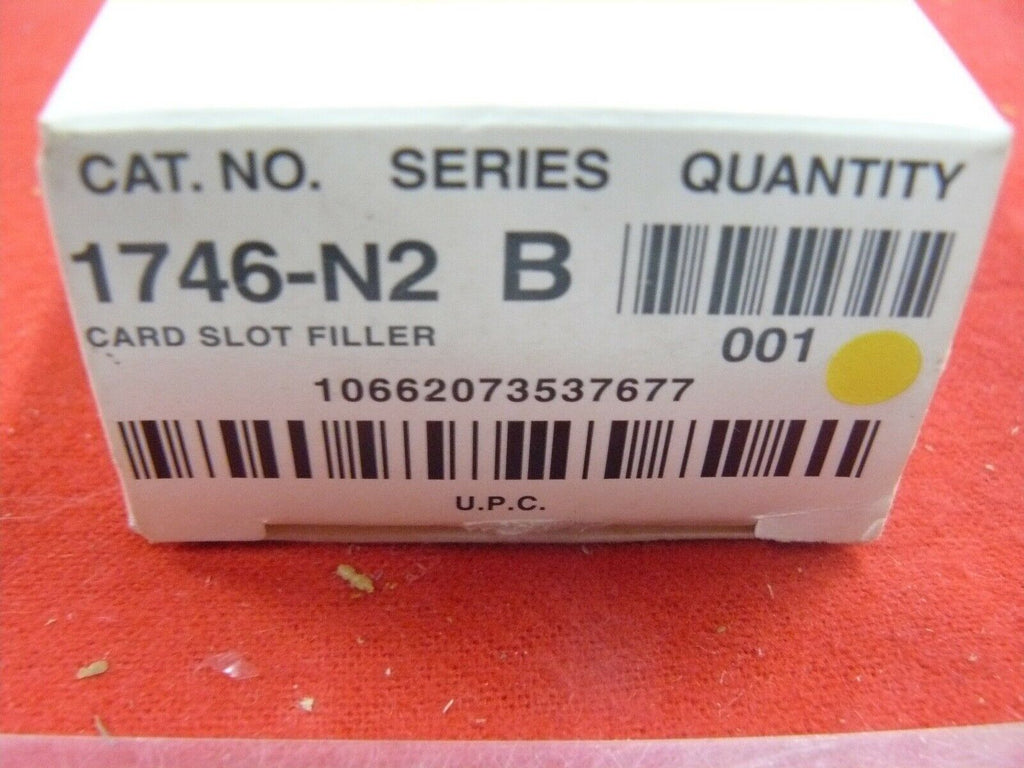 CAT. NO. SERIES QUANTITY
1746-N2 B
CARD SLOT FILLER 001
10662073537677
U.P.C.